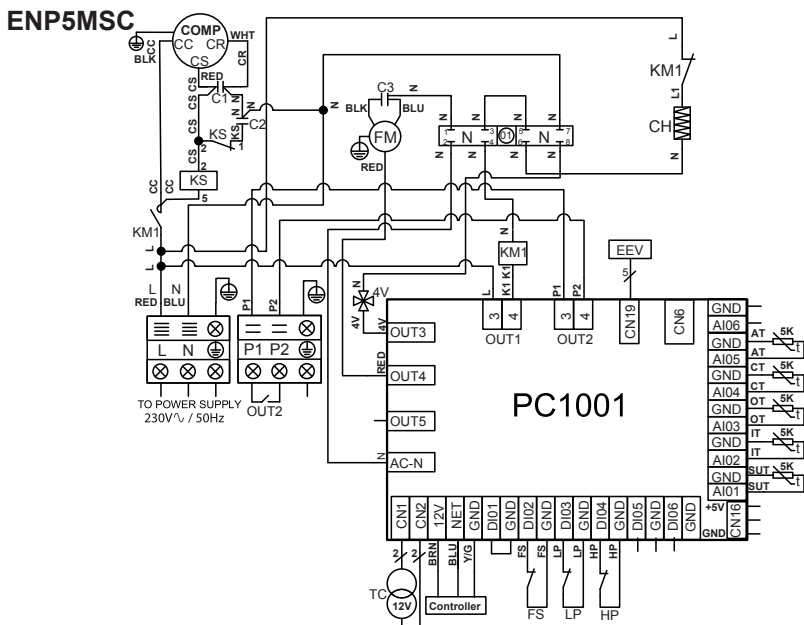 ENP5MSC
COMP
CC CR
CS
BLK
CC
WHT
CR
RED
CS CS
C1
N
N
C2
CS
KS
KS
2 1
CS
2
KS
5
CC CC
KM1
L
L
L N
RED BLU
L N
TO POWER SUPPLY
230V / 50Hz
P1 P2
P1 P2
OUT2
C3
N
BLK BLU
FM
RED
N N N N
1 3 5 7
N 01 N
2 4 6 8
N N N N
N
KM1
K1 K1
L
L
KM1
L1
CH
N
EEV
5
N
4V
4V 4V
RED
N
OUT3
OUT4
OUT5
AC-N
P1 P2
3 4
OUT1
3 4
OUT2
CN19
CN6
PC1001
GND
AI06
GND
AI05
GND
AI04
GND
AI03
GND
AI02
GND
AI01
AT 5K
AT t
CT 5K
CT t
OT 5K
OT t
IT 5K
IT t
SUT 5K
SUT t
+5V
CN16
GND
CN1 CN2 12V NET GND DI01 GND DI02 GND DI03 GND DI04 GND DI05 GND DI06 GND
2 2 BRN BLU Y/G FS FS LP LP HP HP
TC
12V
Controller
FS LP HP